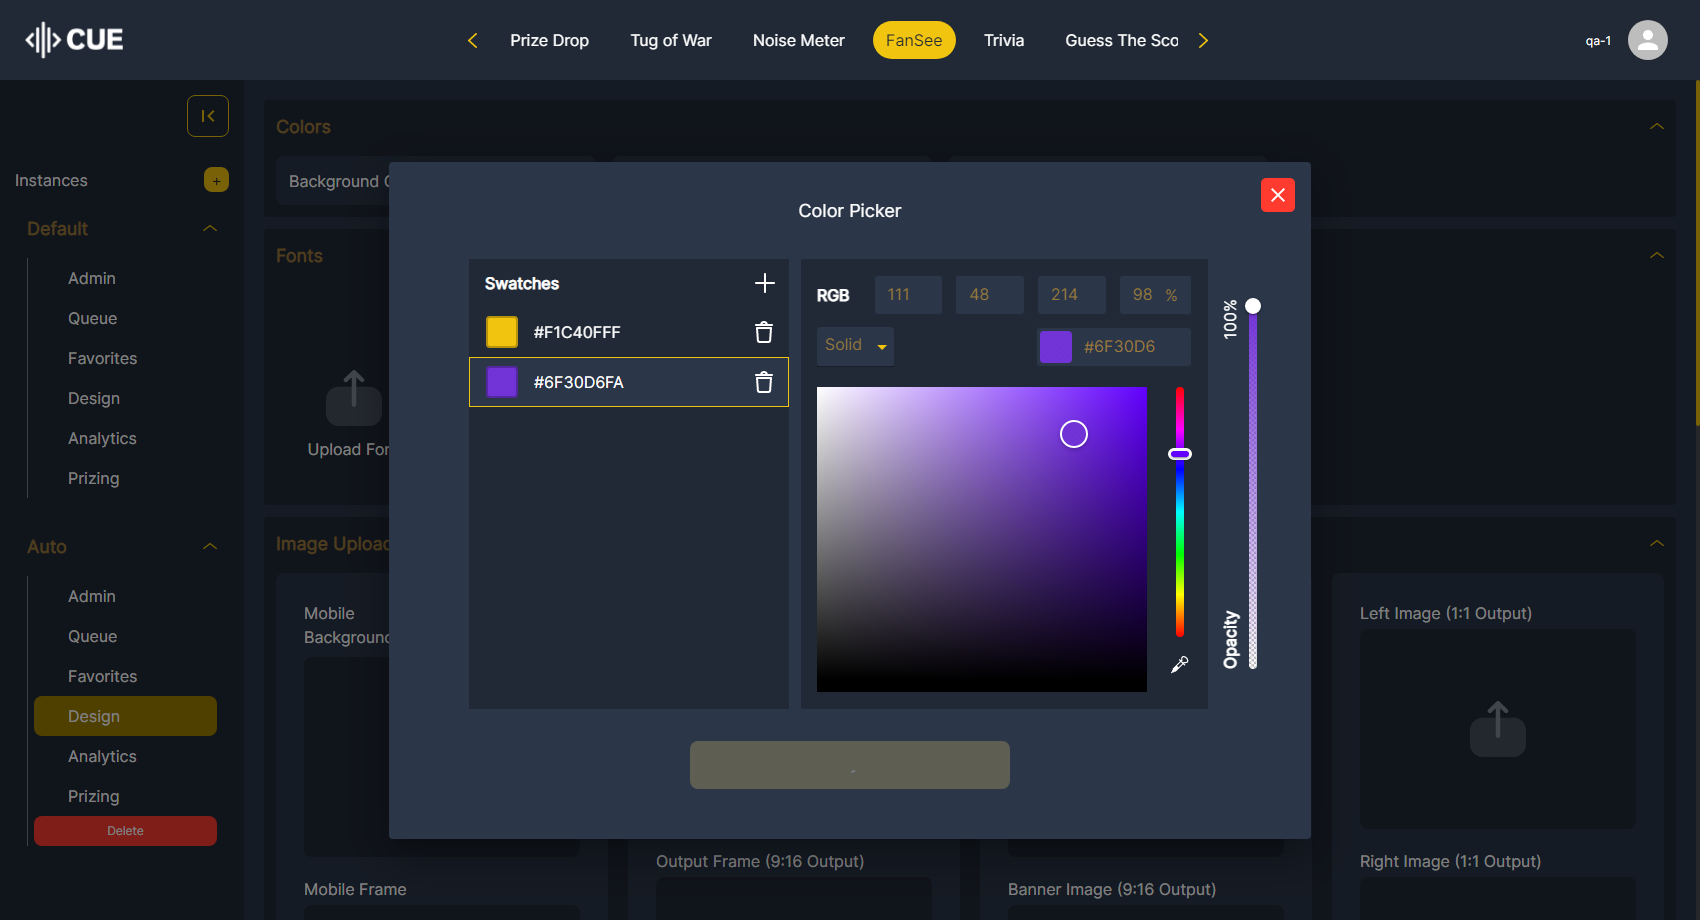 CUE
Prize Drop
Tug of War
Noise Meter
FanSee
Trivia
Guess The Sco
qa-1
Instances
+
Default
Admin
Queue
Favorites
Design
Analytics
Prizing
Auto
Admin
Queue
Favorites
Design
Analytics
Prizing
Delete
Colors
Background
Fonts
Upload
Image
Mobile
Background
Mobile Frame
Output Frame (9:16 Output)
Banner Image (9:16 Output)
Left Image (1:1 Output)
Right Image (1:1 Output)
Color Picker
Swatches
#F1C40FFF
#6F30D6FA
RGB
111
48
214
98 %
Solid
#6F30D6
100%
Opacity